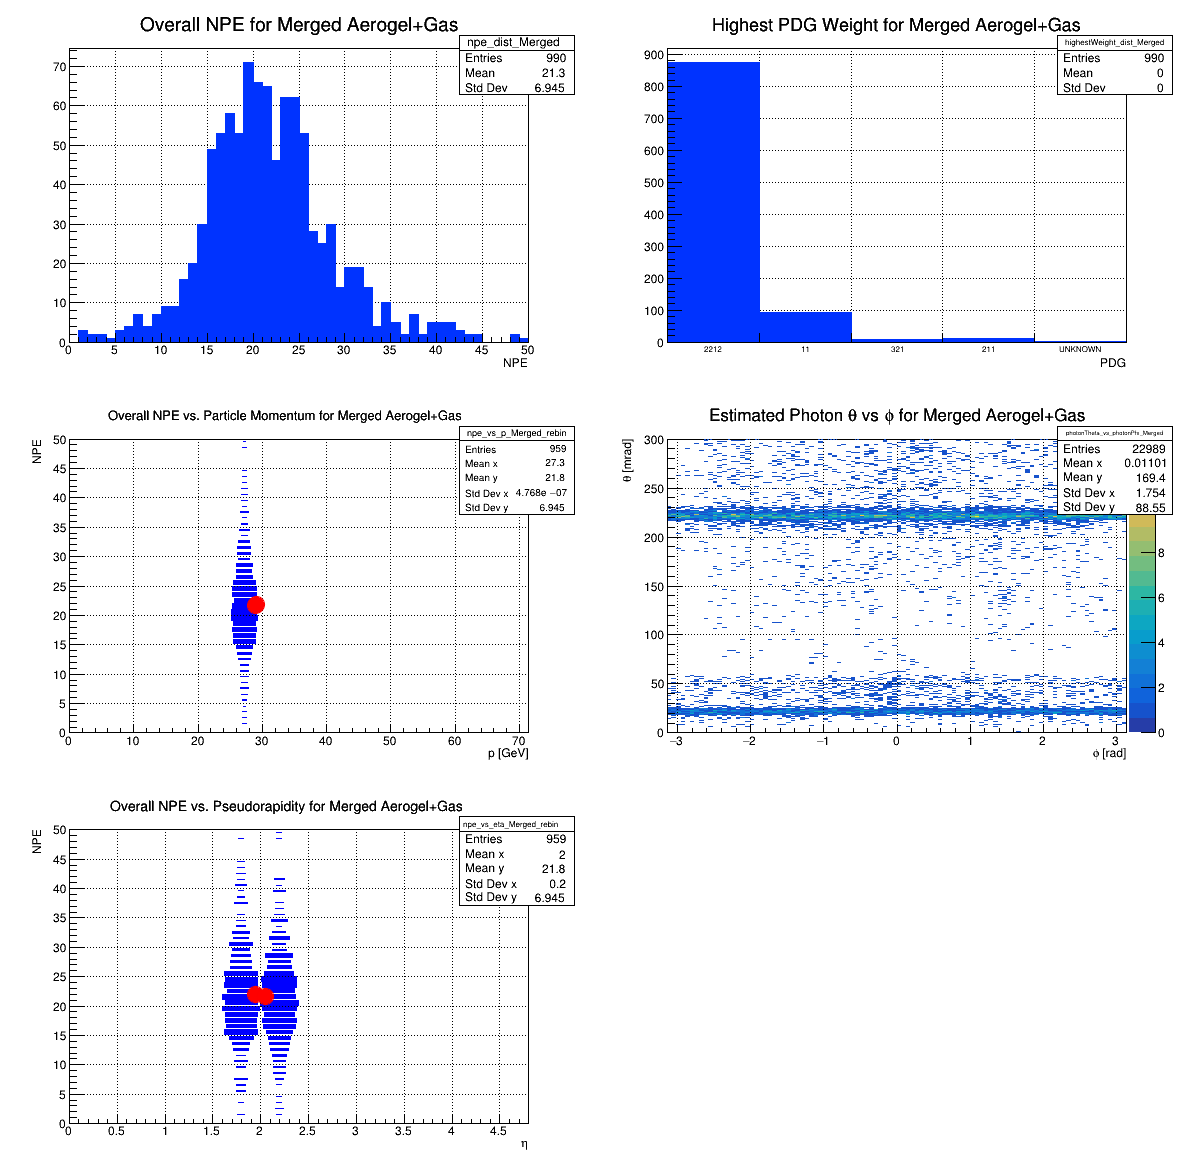 Overall NPE for Merged Aerogel+Gas
npe_dist_Merged
Entries 990
Mean 21.3
Std Dev 6.945
70
60
50
40
30
20
10
0
0 5 10 15 20 25 30 35 40 45 50
NPE
Highest PDG Weight for Merged Aerogel+Gas
highestWeight_dist_Merged
Entries 990
Mean 0
Std Dev 0
900
800
700
600
500
400
300
200
100
0
2212 11 321 211 UNKNOWN
PDG
Overall NPE vs. Particle Momentum for Merged Aerogel+Gas
npe_vs_p_Merged_rebin
Entries 959
Mean x 27.3
Mean y 21.8
Std Dev x 4.768e −07
Std Dev y 6.945
NPE
50
45
40
35
30
25
20
15
10
5
0
0 10 20 30 40 50 60 70
p [GeV]
Estimated Photon θ vs ϕ for Merged Aerogel+Gas
photonTheta_vs_photonPhi_Merged
Entries 22989
Mean x 0.01101
Mean y 169.4
Std Dev x 1.754
Std Dev y 88.55
θ [mrad]
300
250
200
150
100
50
0
−3 −2 −1 0 1 2 3
ϕ [rad]
8
6
4
2
0
Overall NPE vs. Pseudorapidity for Merged Aerogel+Gas
npe_vs_eta_Merged_rebin
Entries 959
Mean x 2
Mean y 21.8
Std Dev x 0.2
Std Dev y 6.945
NPE
50
45
40
35
30
25
20
15
10
5
0
0 0.5 1 1.5 2 2.5 3 3.5 4 4.5
η